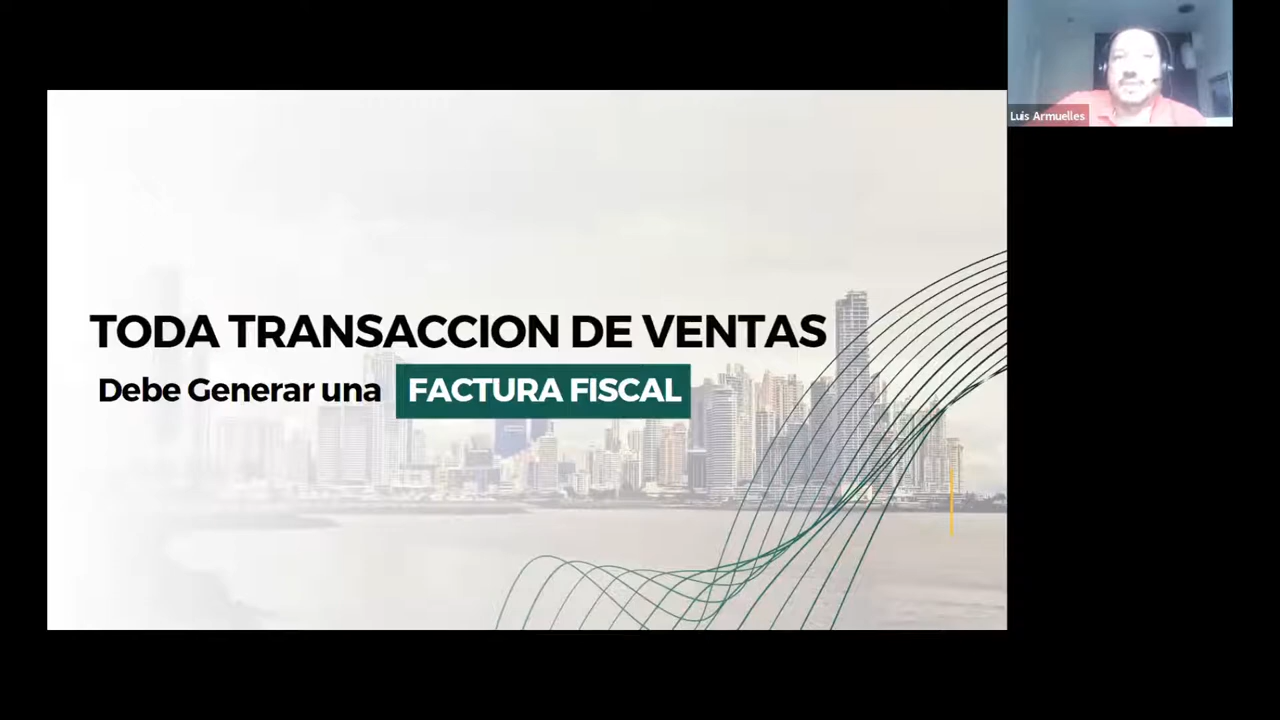 Luis Armuelles
TODA TRANSACCION DE VENTAS
Debe Generar una FACTURA FISCAL